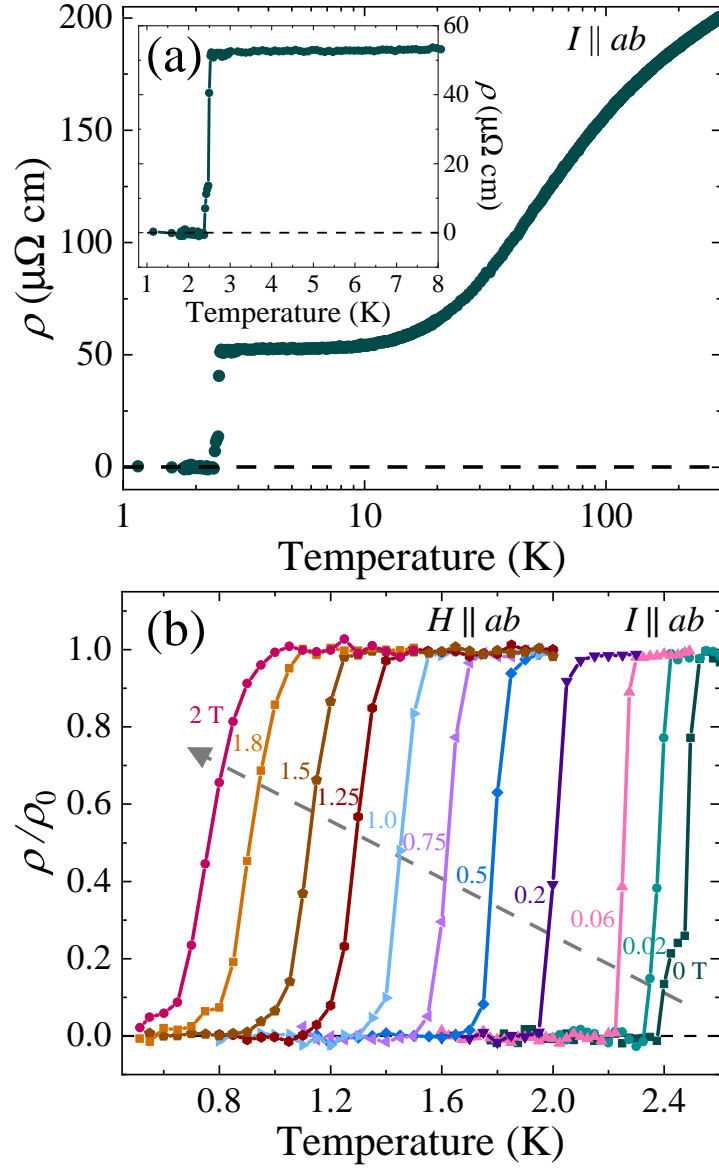 (a)
I || ab
ρ (μΩ cm)
200
150
100
50
0
1
10
100
Temperature (K)
60
40
20
0
ρ (μΩ cm)
1 2 3 4 5 6 7 8
Temperature (K)
(b)
H || ab
I || ab
ρ/ρ0
1.0
0.8
0.6
0.4
0.2
0.0
2 T
1.8
1.5
1.25
1.0
0.75
0.5
0.2
0.06
0.02
0 T
0.8 1.2 1.6 2.0 2.4
Temperature (K)